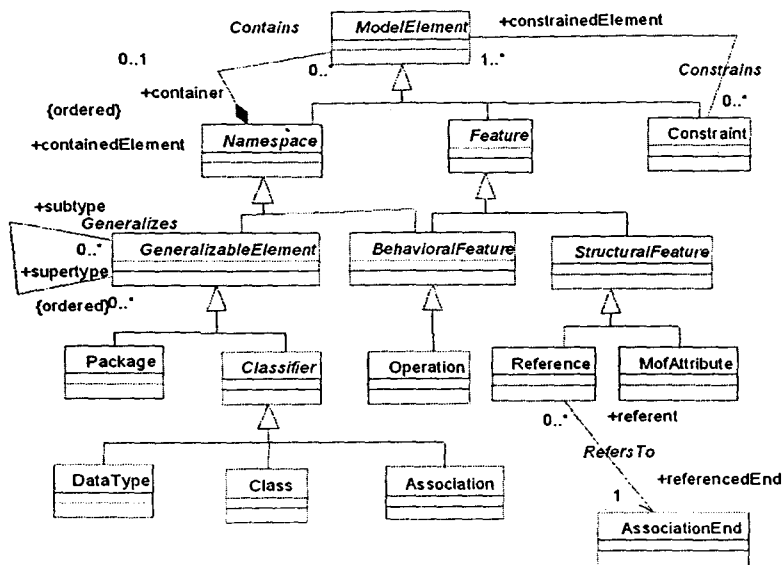 ModelElement
+constrainedElement
Contains
0..1
0..*
1..*
Constrains
+container
0..*
{ordered}
+containedElement
Namespace
Feature
Constraint
+subtype
Generalizes
0..*
GeneralizableElement
BehavioralFeature
StructuralFeature
+supertype
{ordered}
0..*
Package
Classifier
Operation
Reference
MofAttribute
0..*
+referent
RefersTo
DataType
Class
Association
+referencedEnd
1
AssociationEnd